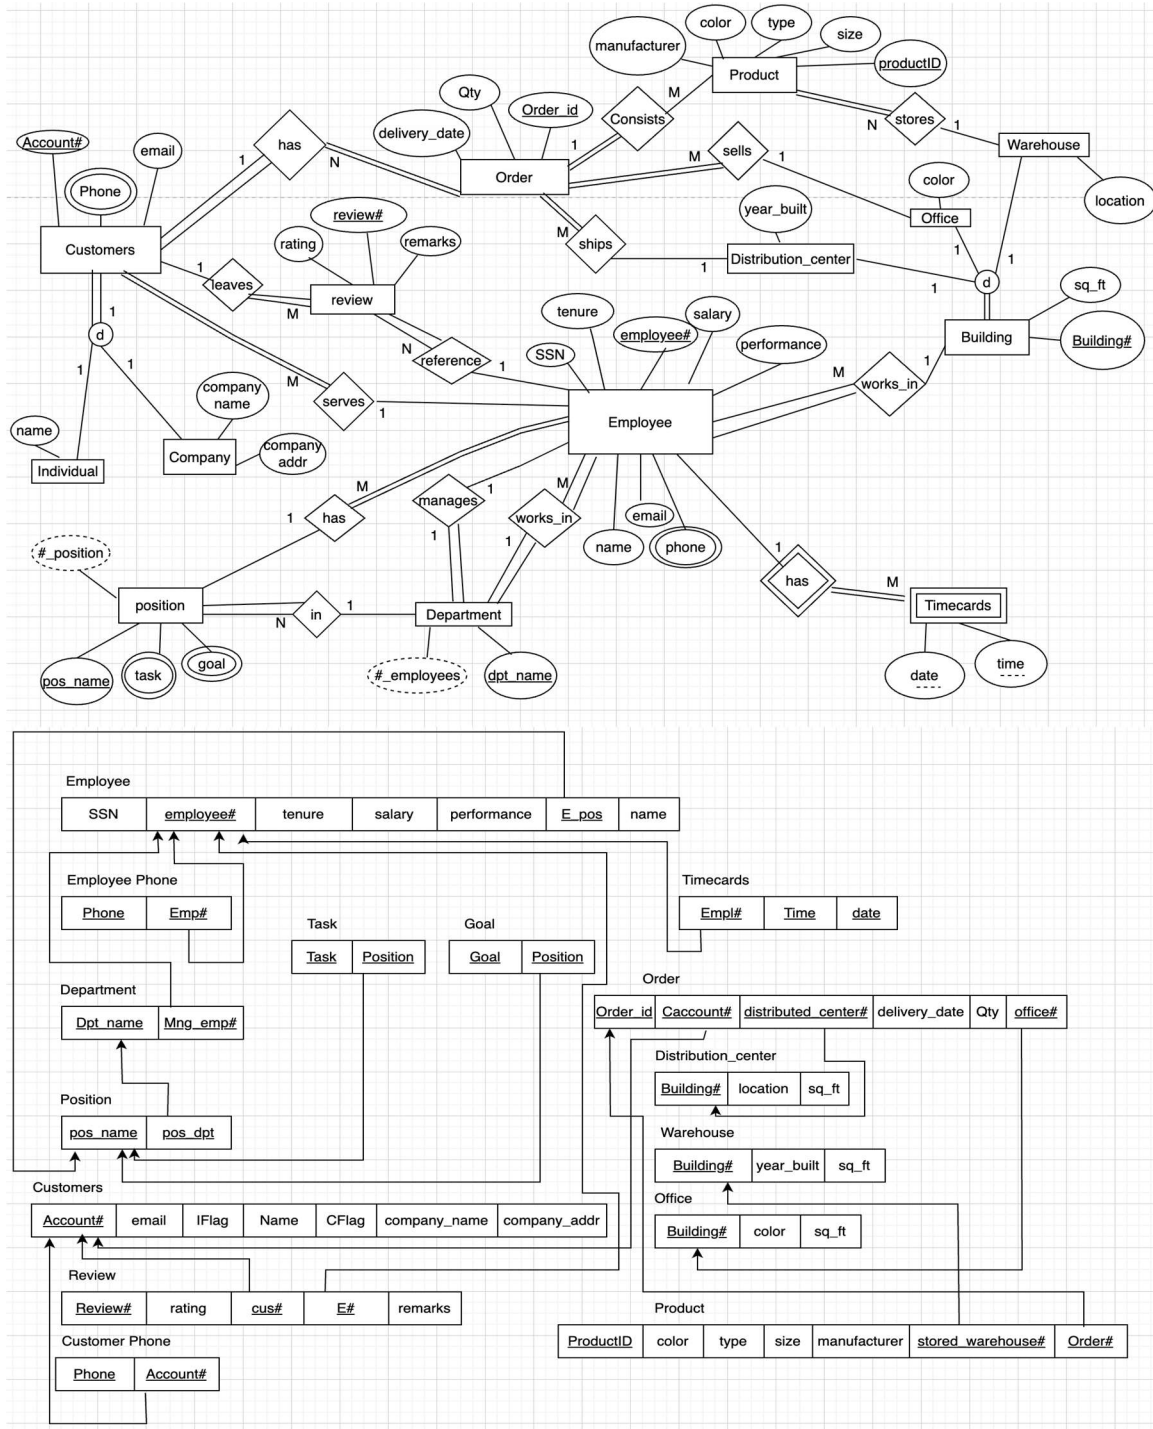 color
type
size
manufacturer
productID
Product
Qty
Order_id
delivery_date
Order
Consists
M
1
stores
N
1
Warehouse
location
Account#
email
Phone
Customers
has
1
N
sells
M
1
color
Office
1
1
review#
rating
remarks
review
leaves
1
M
ships
M
1
year_built
Distribution_center
1
d
Building
sq_ft
Building#
d
1
1
1
reference
N
1
serves
M
1
tenure
salary
employee#
SSN
performance
Employee
works_in
M
1
name
Individual
company
name
Company
company
addr
has
M
1
manages
1
1
works_in
M
1
name
email
phone
has
1
M
Timecards
date
time
#_position
position
in
N
1
Department
pos_name
task
goal
#_employees
dpt_name
Employee
SSN employee# tenure salary performance E_pos name
Employee Phone
Phone Emp#
Timecards
Empl# Time date
Task
Task Position
Goal
Goal Position
Department
Dpt_name Mng_emp#
Order
Order_id Caccount# distributed_center# delivery_date Qty office#
Distribution_center
Building# location sq_ft
Position
pos_name pos_dpt
Warehouse
Building# year_built sq_ft
Customers
Account# email IFlag Name CFlag company_name company_addr
Office
Building# color sq_ft
Review
Review# rating cus# E# remarks
Product
ProductID color type size manufacturer stored_warehouse# Order#
Customer Phone
Phone Account#